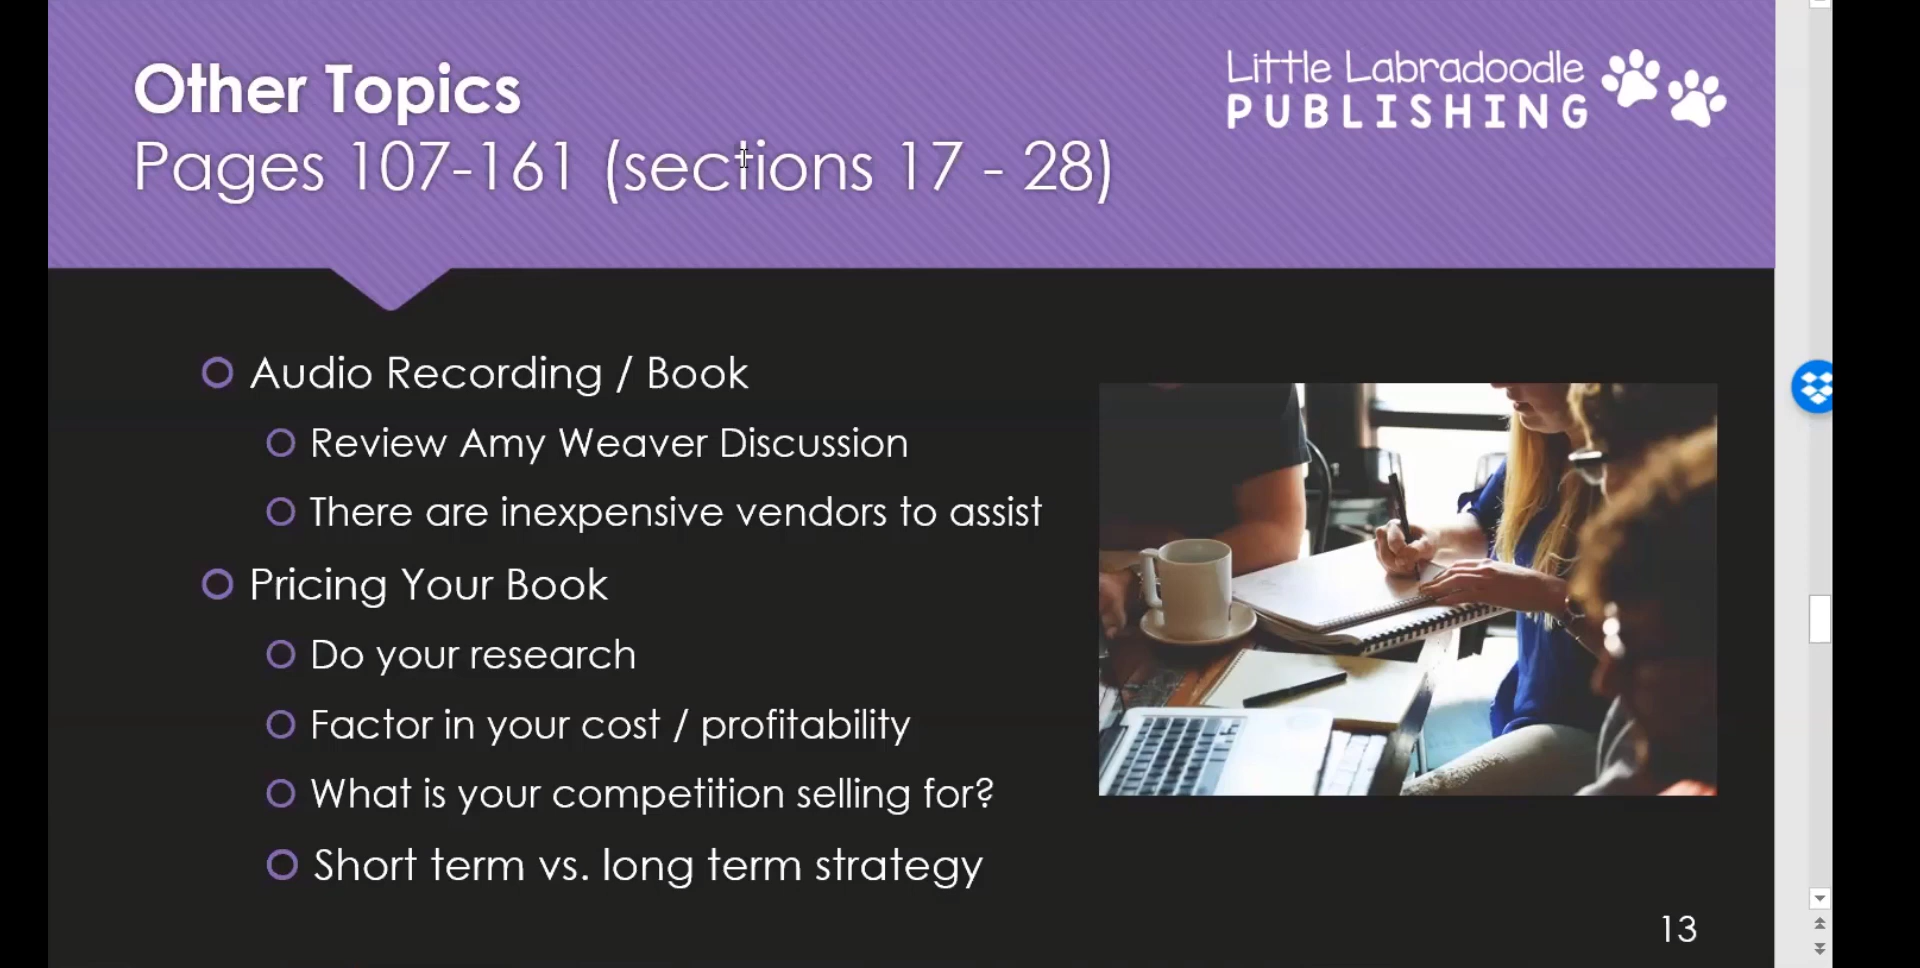 Other Topics
Pages 107-161 (sections 17 - 28)
Little Labradoodle
PUBLISHING
Audio Recording / Book
Review Amy Weaver Discussion
There are inexpensive vendors to assist
Pricing Your Book
Do your research
Factor in your cost / profitability
What is your competition selling for?
Short term vs. long term strategy
13